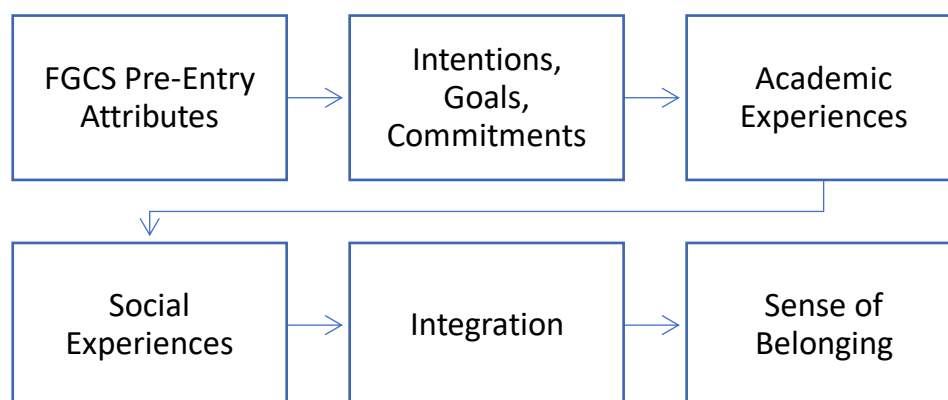 FGCS Pre-Entry
Attributes
Intentions,
Goals,
Commitments
Academic
Experiences
Social
Experiences
Integration
Sense of
Belonging